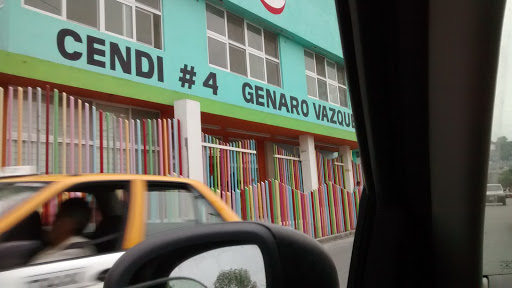 CENDI #4 GENARO VAZQUE